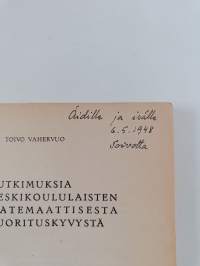 Äidille ja isälle
6.5.1948
Toivolta
TOIVO VAHERVUO
UTKIMUKSIA
ESKIKOULULAISTEN
ATEMAATTISESTA
UORITUSKYVYSTÄ